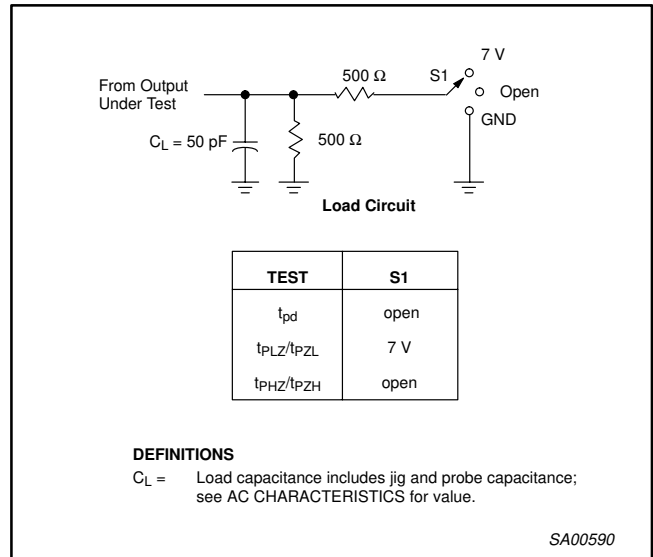 7 V
500 Ω
S1
From Output
Under Test
Open
GND
C_L = 50 pF
500 Ω
Load Circuit
TEST S1
t_pd open
t_PLZ/t_PZL 7 V
t_PHZ/t_PZH open
DEFINITIONS
C_L = Load capacitance includes jig and probe capacitance;
see AC CHARACTERISTICS for value.
SA00590